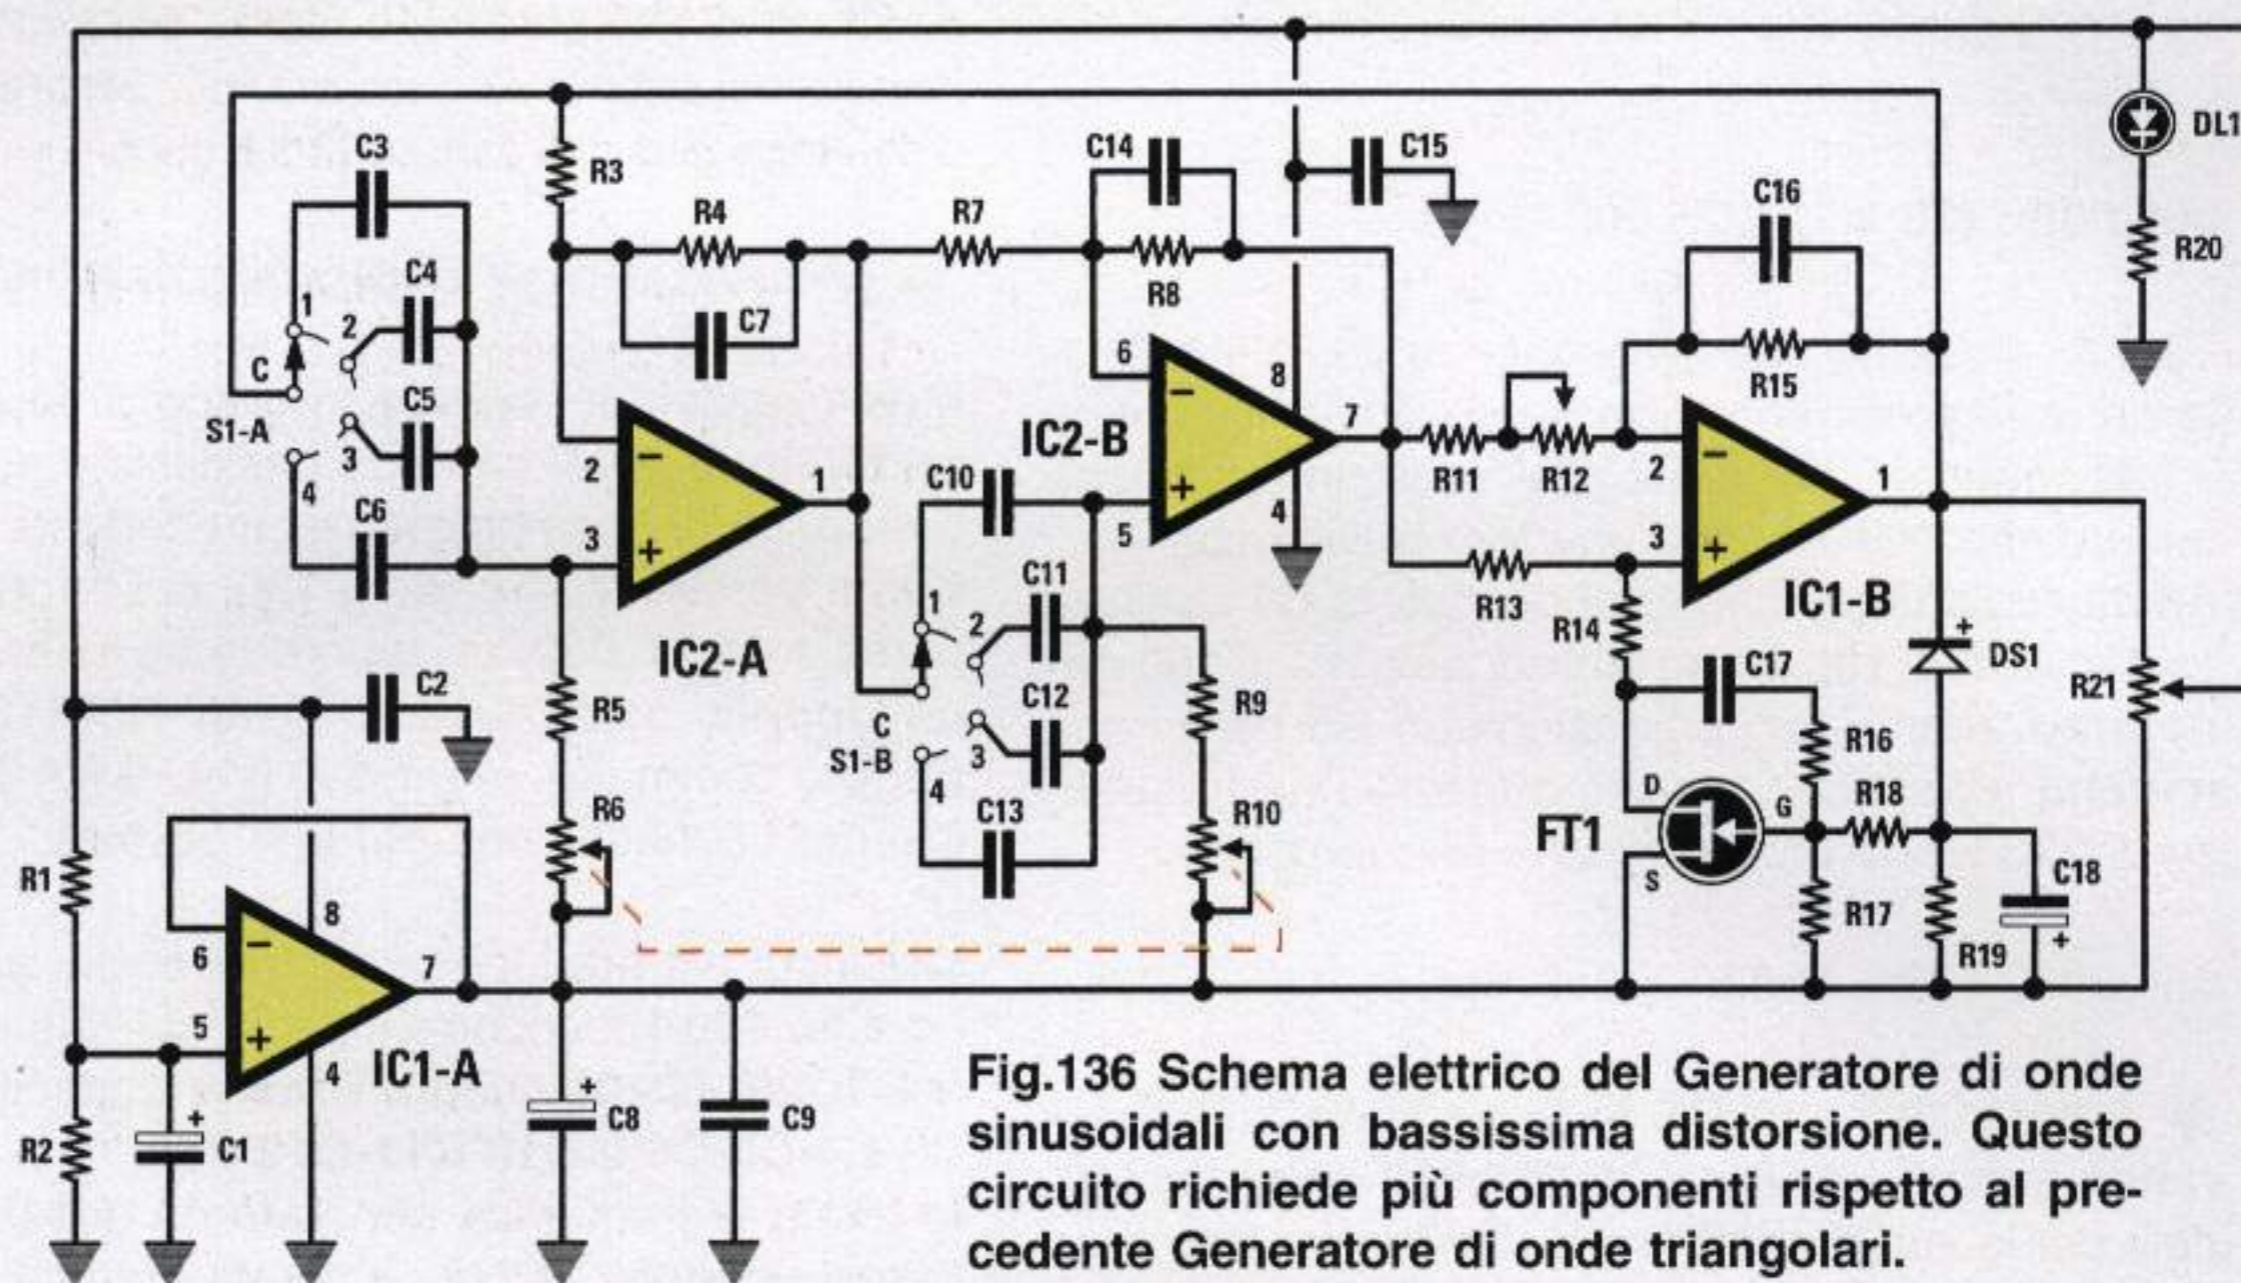 DL1
C3
R3
C14
C15
C16
R4
R7
R20
C4
R8
1
2
C7
6
8
R15
C
C5
S1-A
3
4
IC2-B
7
R11
R12
2
1
C10
2
1
C6
3
5
4
3
C11
R13
IC1-B
1
2
R14
IC2-A
C17
DS1
C2
R5
C
C12
R9
R21
S1-B
3
4
R16
D
G
R18
R6
C13
R10
FT1
S
R1
8
R17
C18
6
7
R19
5
4
IC1-A
R2
C1
C8
C9
Fig.136 Schema elettrico del Generatore di onde
sinusoidali con bassissima distorsione. Questo
circuito richiede più componenti rispetto al pre-
cedente Generatore di onde triangolari.